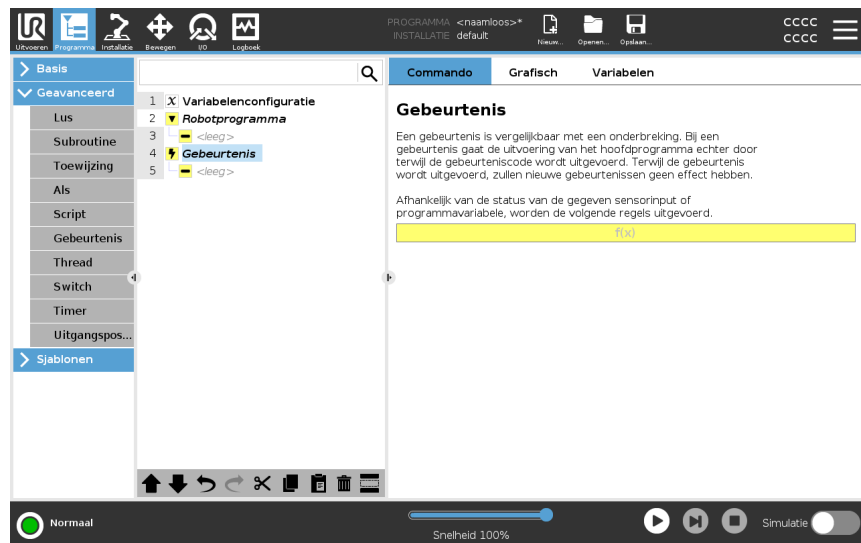 PROGRAMMA <naamloos>*
INSTALLATIE default
Uitvoeren Programma Installatie Bewegen I/O Logboek
Nieuw... Openen... Opslaan...
CCCC
CCCC
Basis
Geavanceerd
Lus
Subroutine
Toewijzing
Als
Script
Gebeurtenis
Thread
Switch
Timer
Uitgangspos...
Sjablonen
1 X Variabelenconfiguratie
2 Robotprogramma
3 <leeg>
4 Gebeurtenis
5 <leeg>
Commando Grafisch Variabelen
Gebeurtenis
Een gebeurtenis is vergelijkbaar met een onderbreking. Bij een
gebeurtenis gaat de uitvoering van het hoofdprogramma echter door
terwijl de gebeurteniscode wordt uitgevoerd. Terwijl de gebeurtenis
wordt uitgevoerd, zullen nieuwe gebeurtenissen geen effect hebben.
Afhankelijk van de status van de gegeven sensorinput of
programmavariabele, worden de volgende regels uitgevoerd.
f(x)
Normaal
Snelheid 100%
Simulatie